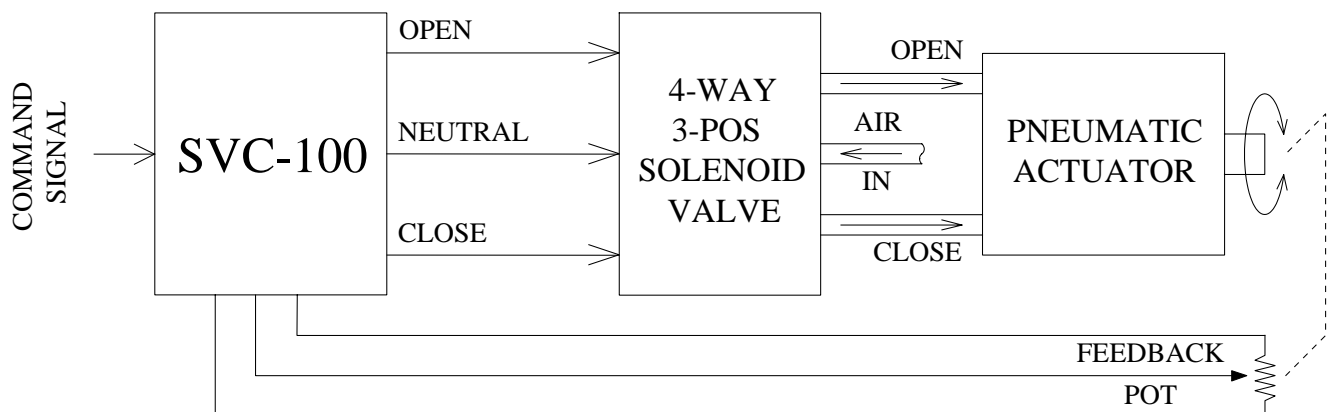 COMMAND
SIGNAL
SVC-100
OPEN
NEUTRAL
CLOSE
4-WAY
3-POS
SOLENOID
VALVE
OPEN
AIR
IN
CLOSE
PNEUMATIC
ACTUATOR
FEEDBACK
POT